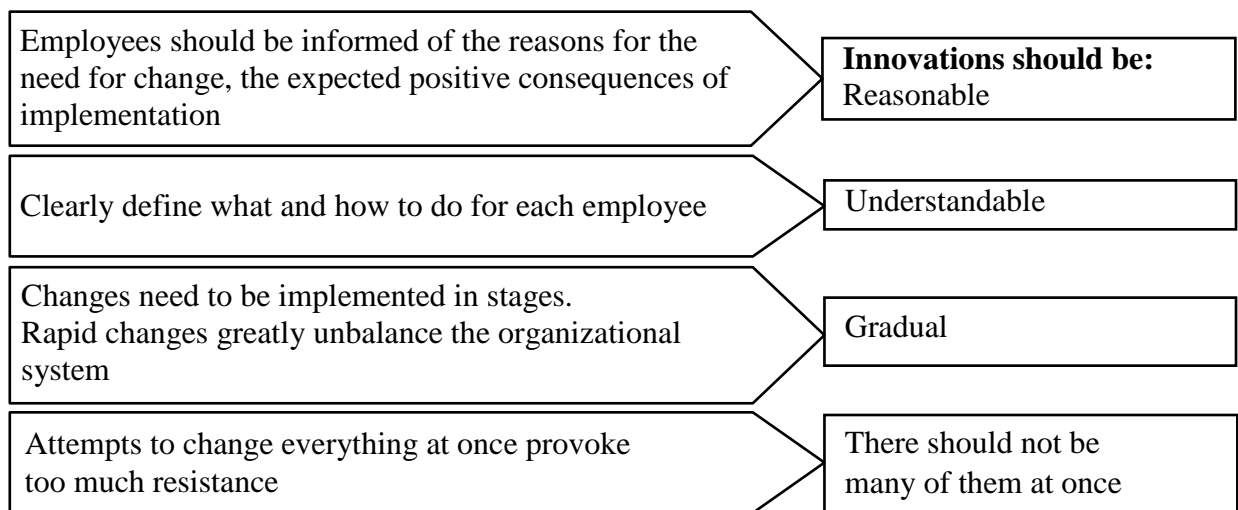 Employees should be informed of the reasons for the
need for change, the expected positive consequences of
implementation
Innovations should be:
Reasonable
Clearly define what and how to do for each employee
Understandable
Changes need to be implemented in stages.
Rapid changes greatly unbalance the organizational
system
Gradual
Attempts to change everything at once provoke
too much resistance
There should not be
many of them at once